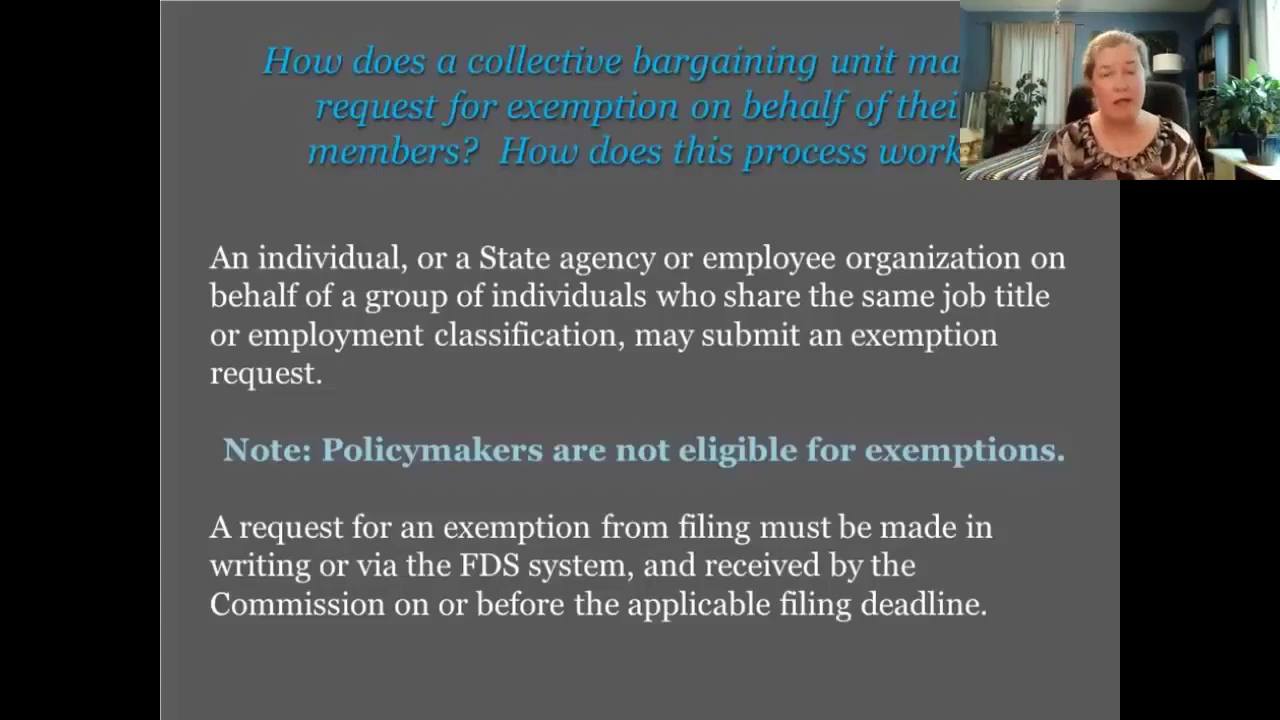 How does a collective bargaining unit ma
request for exemption on behalf of thei
members? How does this process work
An individual, or a State agency or employee organization on
behalf of a group of individuals who share the same job title
or employment classification, may submit an exemption
request.
Note: Policymakers are not eligible for exemptions.
A request for an exemption from filing must be made in
writing or via the FDS system, and received by the
Commission on or before the applicable filing deadline.